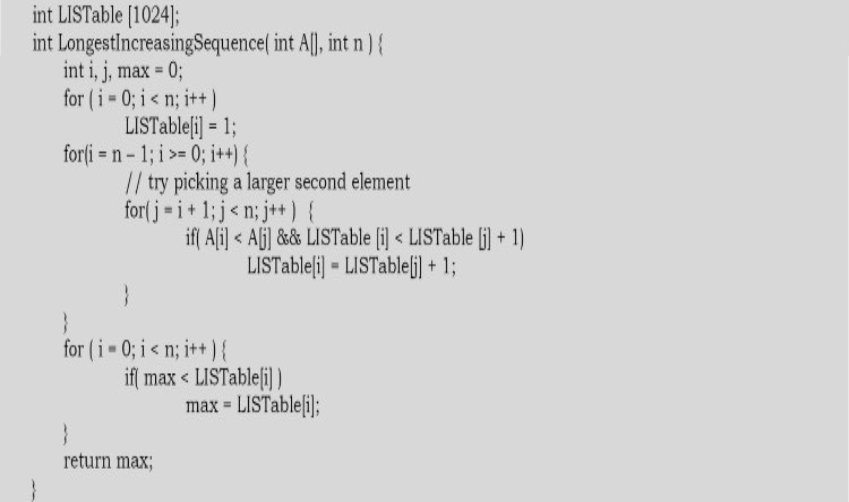 int LISTable [1024];
int LongestIncreasingSequence( int A[], int n ) {
int i, j, max = 0;
for ( i = 0; i < n; i++ )
LISTable[i] = 1;
for(i = n – 1; i >= 0; i++) {
// try picking a larger second element
for( j = i + 1; j < n; j++ ) {
if( A[i] < A[j] && LISTable [i] < LISTable [j] + 1)
LISTable[i] = LISTable[j] + 1;
}
}
for ( i = 0; i < n; i++ ) {
if( max < LISTable[i] )
max = LISTable[i];
}
return max;
}